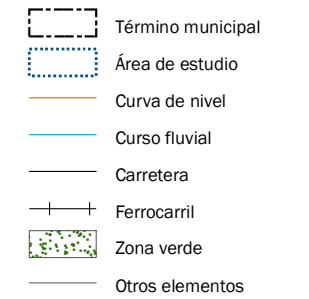 Término municipal
Área de estudio
Curva de nivel
Curso fluvial
Carretera
Ferrocarril
Zona verde
Otros elementos